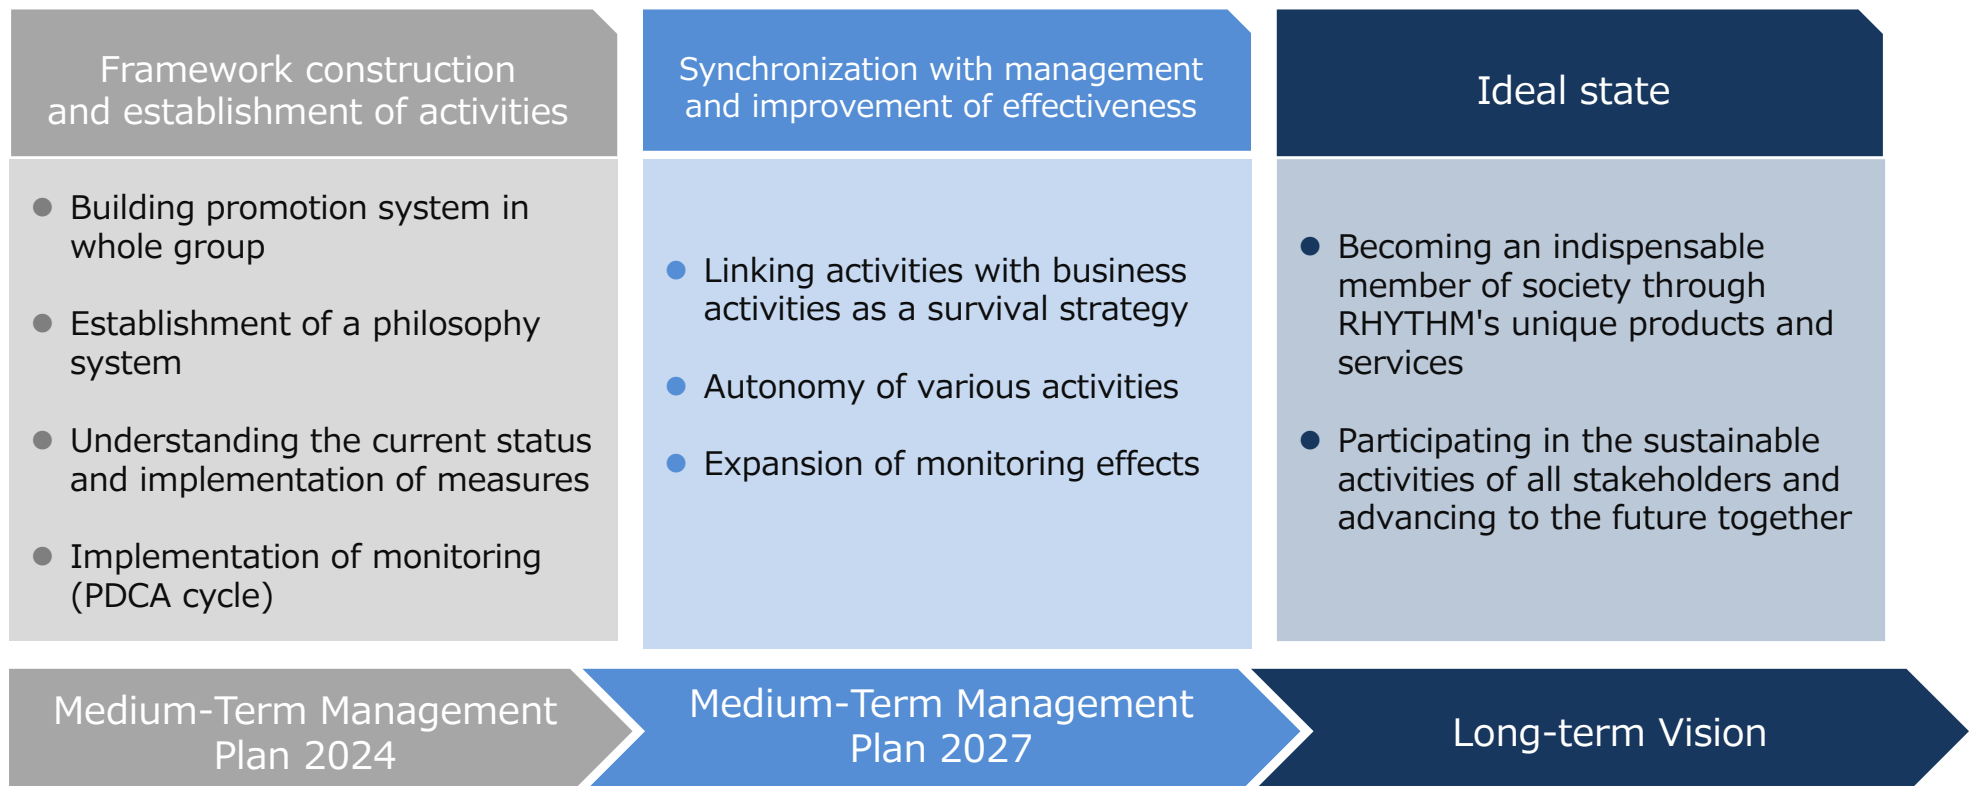 Framework construction
and establishment of activities
Building promotion system in
whole group
Establishment of a philosophy
system
Understanding the current status
and implementation of measures
Implementation of monitoring
(PDCA cycle)
Synchronization with management
and improvement of effectiveness
Linking activities with business
activities as a survival strategy
Autonomy of various activities
Expansion of monitoring effects
Ideal state
Becoming an indispensable
member of society through
RHYTHM's unique products and
services
Participating in the sustainable
activities of all stakeholders and
advancing to the future together
Medium-Term Management
Plan 2024
Medium-Term Management
Plan 2027
Long-term Vision